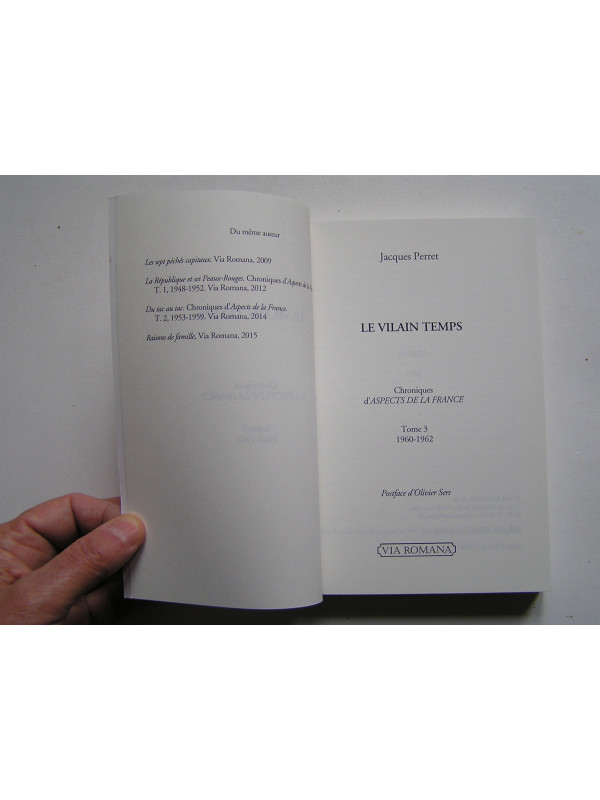 Du même auteur
Les sept péchés capitaux. Via Romana, 2009
La République et ses Peaux-Rouges. Chroniques d'Aspects de la
T. 1, 1948-1952. Via Romana, 2012
Du tac au tac. Chroniques d'Aspects de la France.
T. 2, 1953-1959. Via Romana, 2014
Raisons de famille, Via Romana, 2015
Jacques Perret
LE VILAIN TEMPS
Chroniques
d'ASPECTS DE LA FRANCE
Tome 3
1960-1962
Postface d'Olivier Sers
VIA ROMANA